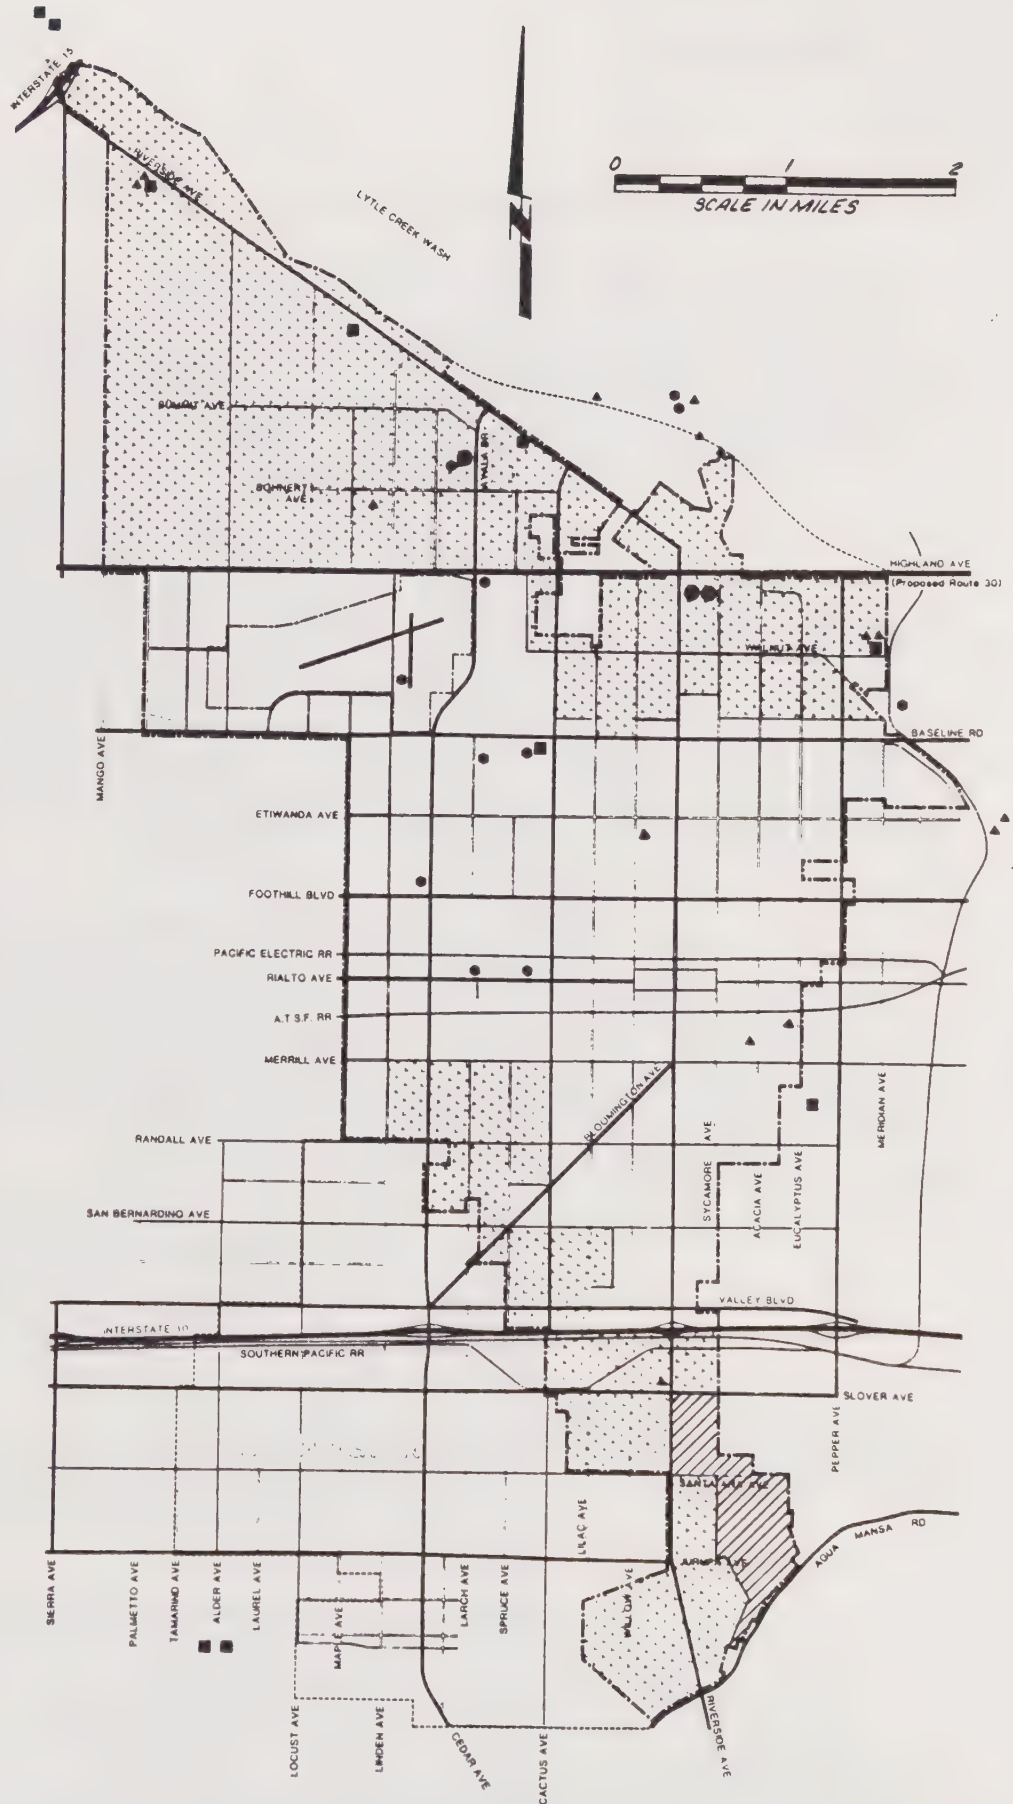 INTERSTATE 15
RIVERSIDE AVE
LYTLE CREEK WASH
N
0 1 2
SCALE IN MILES
SUMMIT AVE
AYALA DR
BOHNERT
AVE
HIGHLAND AVE
(Proposed Route 30)
WALNUT AVE
BASELINE RD
MANGO AVE
ETIWANDA AVE
FOOTHILL BLVD
PACIFIC ELECTRIC RR
RIALTO AVE
A.T S.F. RR
MERRILL AVE
BLOOMINGTON AVE
RANDALL AVE
SYCAMORE AVE
ACACIA AVE
EUCALYPTUS AVE
MERIDIAN AVE
SAN BERNARDINO AVE
VALLEY BLVD
INTERSTATE 10
SOUTHERN PACIFIC RR
SLOVER AVE
PEPPER AVE
SANTA ANA AVE
LILAC AVE
AGUA MANSA RD
JURUPA AVE
SIERRA AVE
PALMETTO AVE
TAMARIND AVE
ALDER AVE
LAUREL AVE
MAPLE AVE
LARCH AVE
SPRUCE AVE
WILLOW AVE
LOCUST AVE
LINDEN AVE
CEDAR AVE
CACTUS AVE
RIVERSIDE AVE